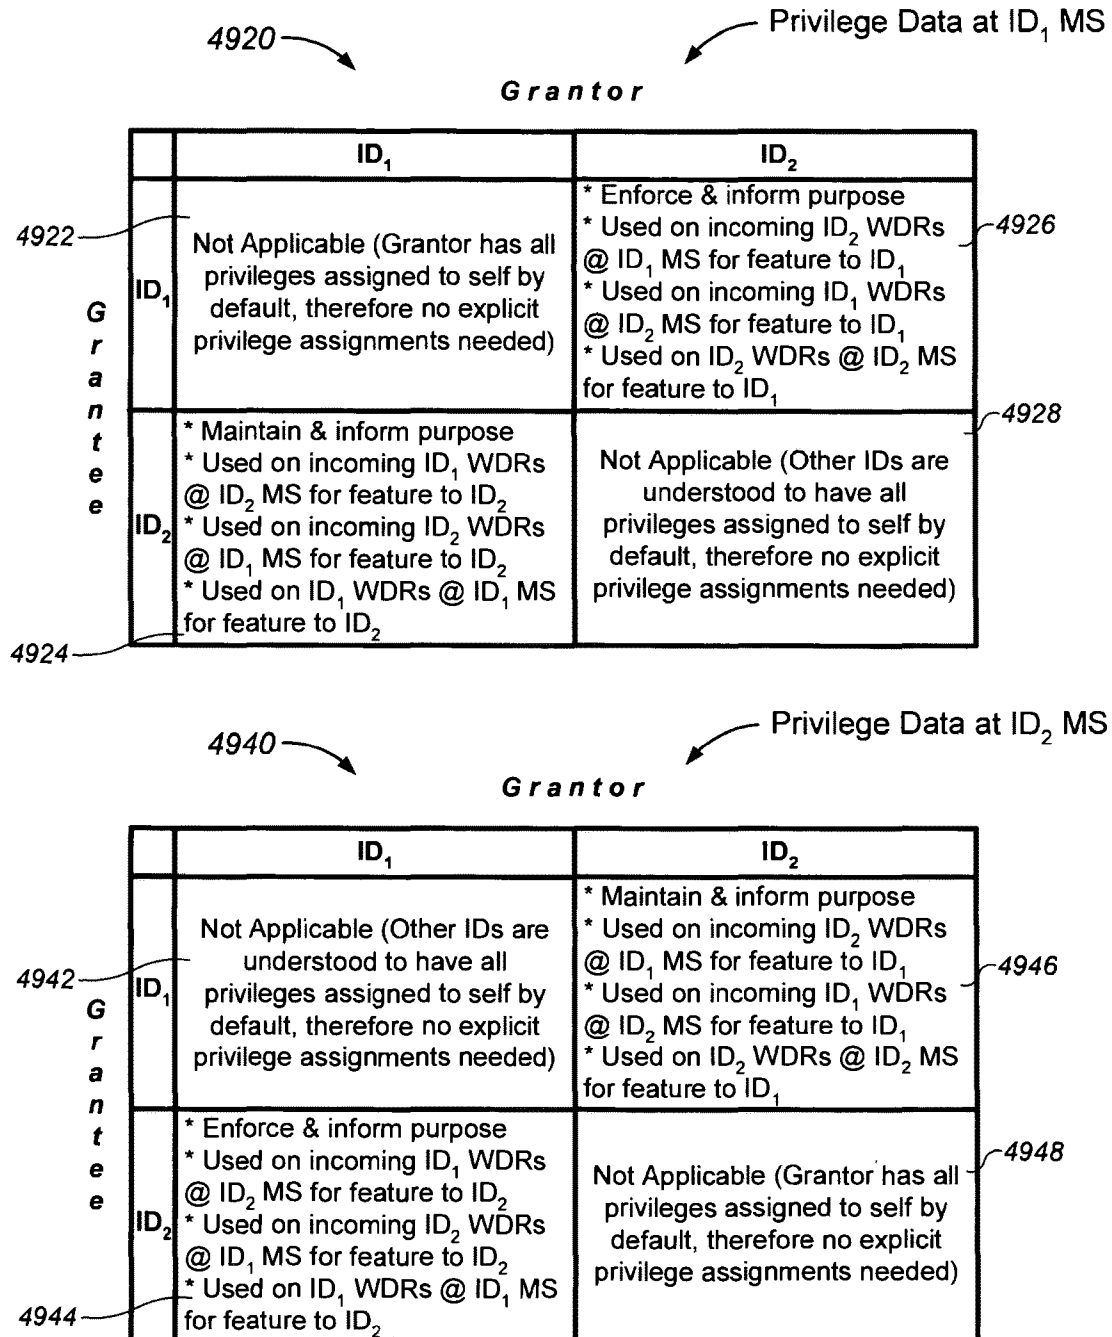 4920
Privilege Data at ID₁ MS
Grantor
ID₁
ID₂
4922
Grantee
ID₁
Not Applicable (Grantor has all
privileges assigned to self by
default, therefore no explicit
privilege assignments needed)
* Enforce & inform purpose
* Used on incoming ID₂ WDRs
@ ID₁ MS for feature to ID₁
* Used on incoming ID₁ WDRs
@ ID₂ MS for feature to ID₁
* Used on ID₂ WDRs @ ID₂ MS
for feature to ID₁
4926
ID₂
* Maintain & inform purpose
* Used on incoming ID₁ WDRs
@ ID₂ MS for feature to ID₂
* Used on incoming ID₂ WDRs
@ ID₁ MS for feature to ID₂
* Used on ID₁ WDRs @ ID₁ MS
for feature to ID₂
4924
Not Applicable (Other IDs are
understood to have all
privileges assigned to self by
default, therefore no explicit
privilege assignments needed)
4928
4940
Privilege Data at ID₂ MS
Grantor
ID₁
ID₂
4942
Grantee
ID₁
Not Applicable (Other IDs are
understood to have all
privileges assigned to self by
default, therefore no explicit
privilege assignments needed)
* Maintain & inform purpose
* Used on incoming ID₂ WDRs
@ ID₁ MS for feature to ID₁
* Used on incoming ID₁ WDRs
@ ID₂ MS for feature to ID₁
* Used on ID₂ WDRs @ ID₂ MS
for feature to ID₁
4946
ID₂
* Enforce & inform purpose
* Used on incoming ID₁ WDRs
@ ID₂ MS for feature to ID₂
* Used on incoming ID₂ WDRs
@ ID₁ MS for feature to ID₂
* Used on ID₁ WDRs @ ID₁ MS
for feature to ID₂
4944
Not Applicable (Grantor has all
privileges assigned to self by
default, therefore no explicit
privilege assignments needed)
4948